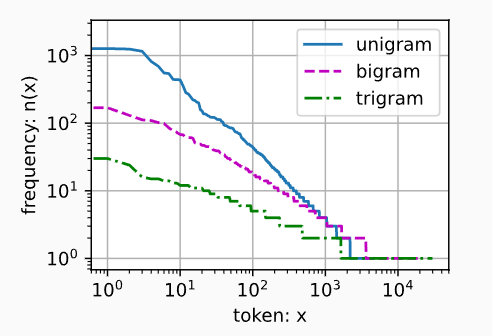 unigram
bigram
trigram
frequency: n(x)
10³
10²
10¹
10⁰
10⁰ 10¹ 10² 10³ 10⁴
token: x